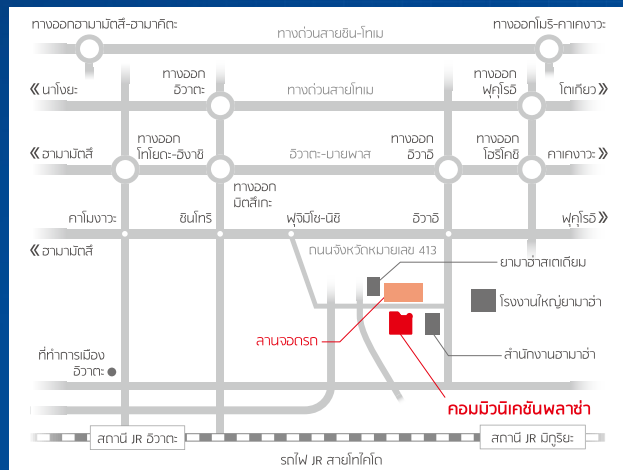 ทางออกฮามามัตสึ-ฮามาคิตะ
ทางด่วนสายชิน-โทเม
ทางออกโมริ-คาเคงาวะ
《นาโงยะ
ทางออก
อิวาตะ
ทางด่วนสายโทเม
ทางออก
ฟุคุโรอิ
โตเกียว》
《ฮามามัตสึ
ทางออก
โทโยดะ-อิงาชิ
อิวาตะ-บายพาส
ทางออก
อิวาอิ
ทางออก
โฮริโคชิ
คาเคงาวะ》
ทางออก
มิตสึเกะ
คาโมงาวะ
ชินโทริ
ฟุจิมิโช-นิชิ
อิวาอิ
ฟุคุโรอิ》
《ฮามามัตสึ
ถนนจังหวัดหมายเลข 413
ยามาฮ่าสเตเดียม
โรงงานใหญ่ยามาฮ่า
ลานจอดรถ
สำนักงานฮามาฮ่า
ที่ทำการเมือง
อิวาตะ
คอมมิวนิเคชันพลาซ่า
สถานี JR อิวาตะ
สถานี JR มิกูริยะ
รถไฟ JR สายโทไคโด